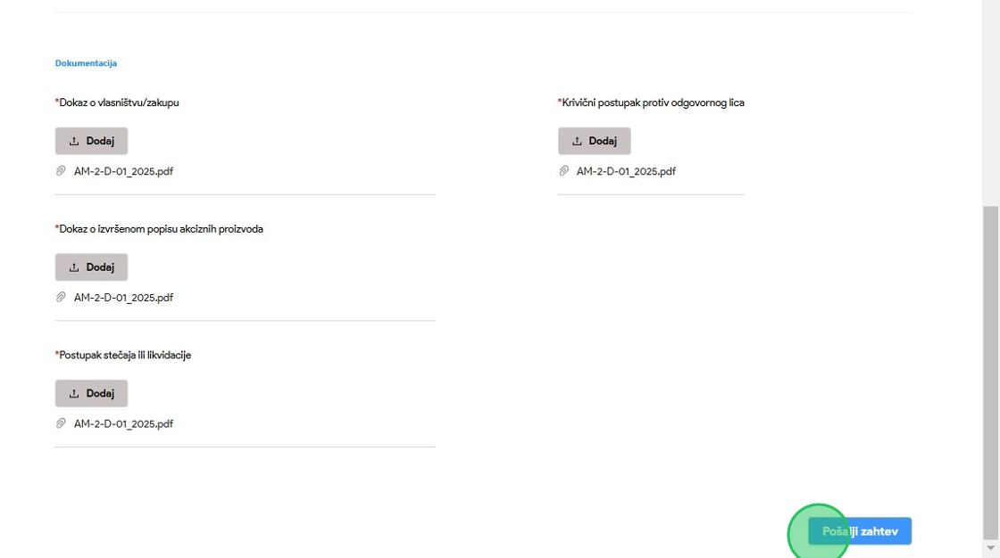 Dokumentacija
*Dokaz o vlasništvu/zakupu
Dodaj
AM-2-D-01_2025.pdf
*Krivični postupak protiv odgovornog lica
Dodaj
AM-2-D-01_2025.pdf
*Dokaz o izvršenom popisu akciznih proizvoda
Dodaj
AM-2-D-01_2025.pdf
*Postupak stečaja ili likvidacije
Dodaj
AM-2-D-01_2025.pdf
Pošalji zahtev